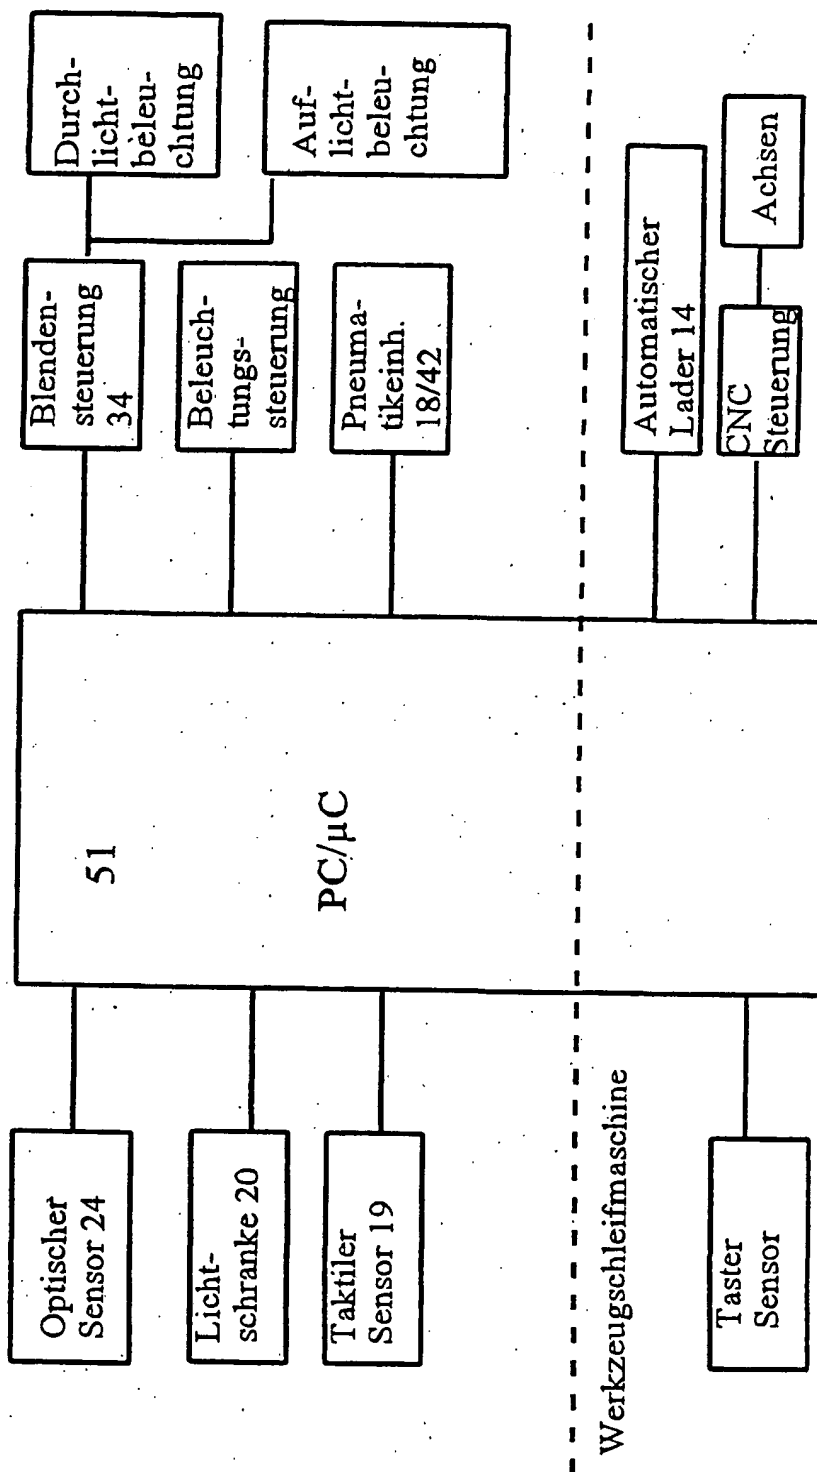 Optischer
Sensor 24
Licht-
schranke 20
Taktiler
Sensor 19
51
PC/µC
Blenden-
steuerung
34
Beleuch-
tungs-
steuerung
Pneuma-
tikeinh.
18/42
Durch-
licht-
beleu-
chtung
Auf-
licht-
beleu-
chtung
Werkzeugschleifmaschine
Taster
Sensor
Automatischer
Lader 14
CNC
Steuerung
Achsen